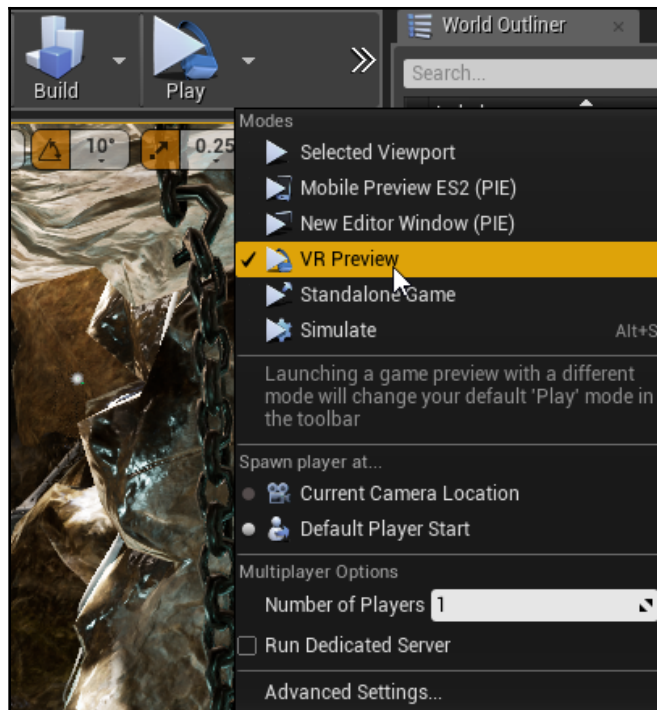 World Outliner
Search...
Build
Play
10°
0.25
Modes
Selected Viewport
Mobile Preview ES2 (PIE)
New Editor Window (PIE)
VR Preview
Standalone Game
Simulate Alt+S
Launching a game preview with a different
mode will change your default 'Play' mode in
the toolbar
Spawn player at...
Current Camera Location
Default Player Start
Multiplayer Options
Number of Players 1
Run Dedicated Server
Advanced Settings...